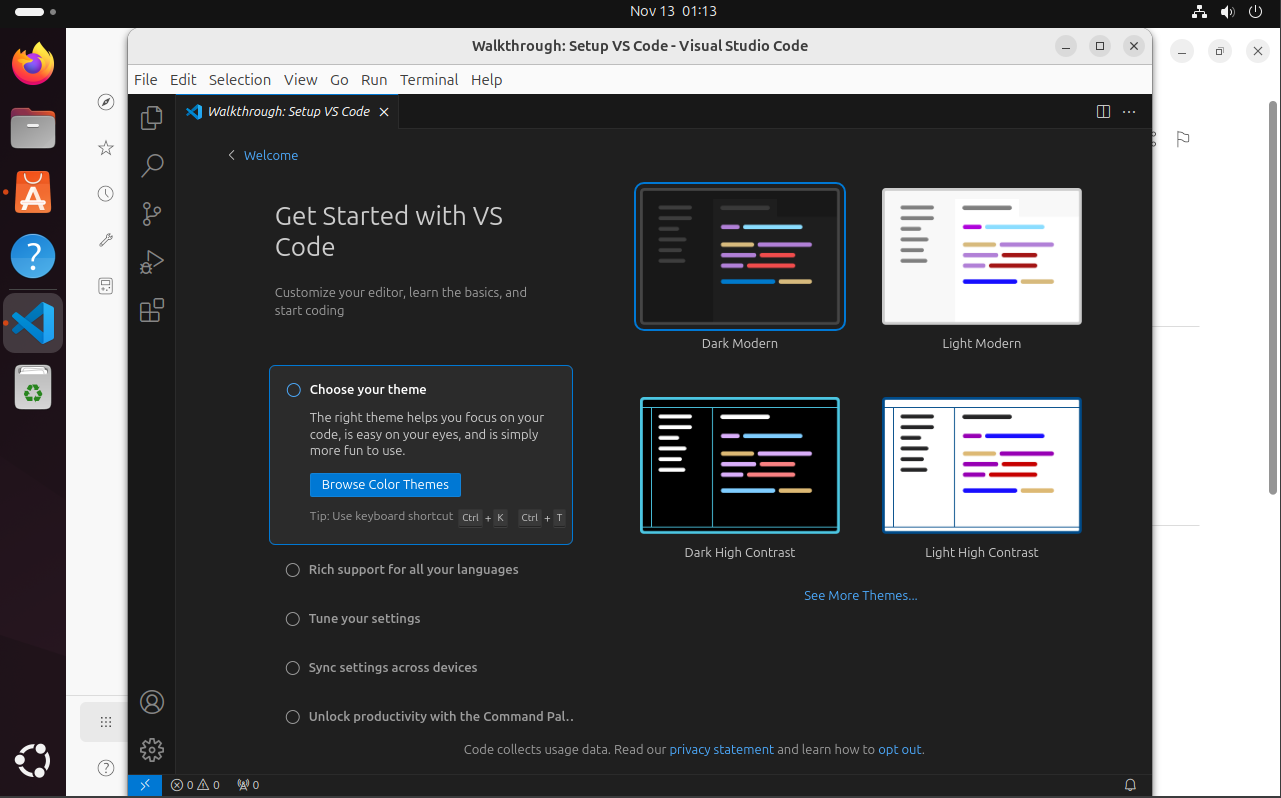 Nov 13 01:13
Walkthrough: Setup VS Code - Visual Studio Code
File Edit Selection View Go Run Terminal Help
Walkthrough: Setup VS Code
Welcome
Get Started with VS
Code
Customize your editor, learn the basics, and
start coding
Choose your theme
The right theme helps you focus on your
code, is easy on your eyes, and is simply
more fun to use.
Browse Color Themes
Tip: Use keyboard shortcut Ctrl + K Ctrl + T
Rich support for all your languages
Tune your settings
Sync settings across devices
Unlock productivity with the Command Pal..
Dark Modern
Light Modern
Dark High Contrast
Light High Contrast
See More Themes...
Code collects usage data. Read our privacy statement and learn how to opt out.
0 0 0